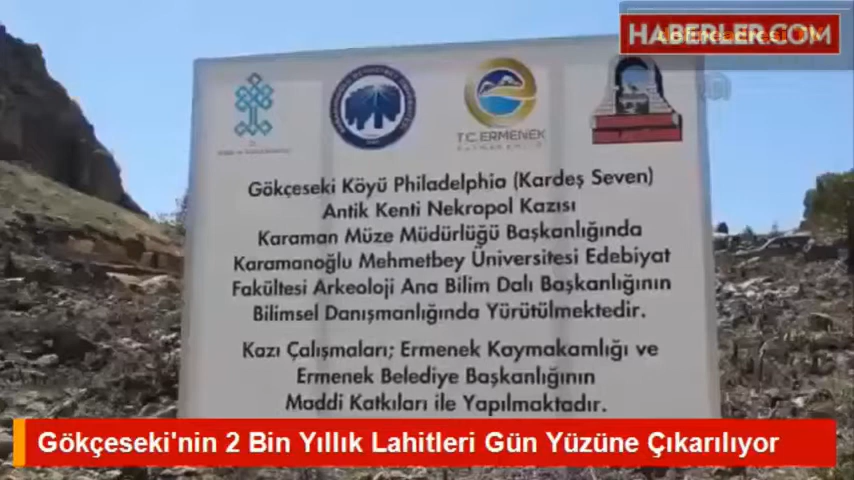 HABERLER.COM
T.C. ERMENEK
KAYMAKAMLIĞI
Gökçeseki Köyü Philadelphia (Kardeş Seven)
Antik Kenti Nekropol Kazısı
Karaman Müze Müdürlüğü Başkanlığında
Karamanoğlu Mehmetbey Üniversitesi Edebiyat
Fakültesi Arkeoloji Ana Bilim Dalı Başkanlığının
Bilimsel Danışmanlığında Yürütülmektedir.
Kazı Çalışmaları; Ermenek Kaymakamlığı ve
Ermenek Belediye Başkanlığının
Maddi Katkıları ile Yapılmaktadır.
Gökçeseki'nin 2 Bin Yıllık Lahitleri Gün Yüzüne Çıkarılıyor